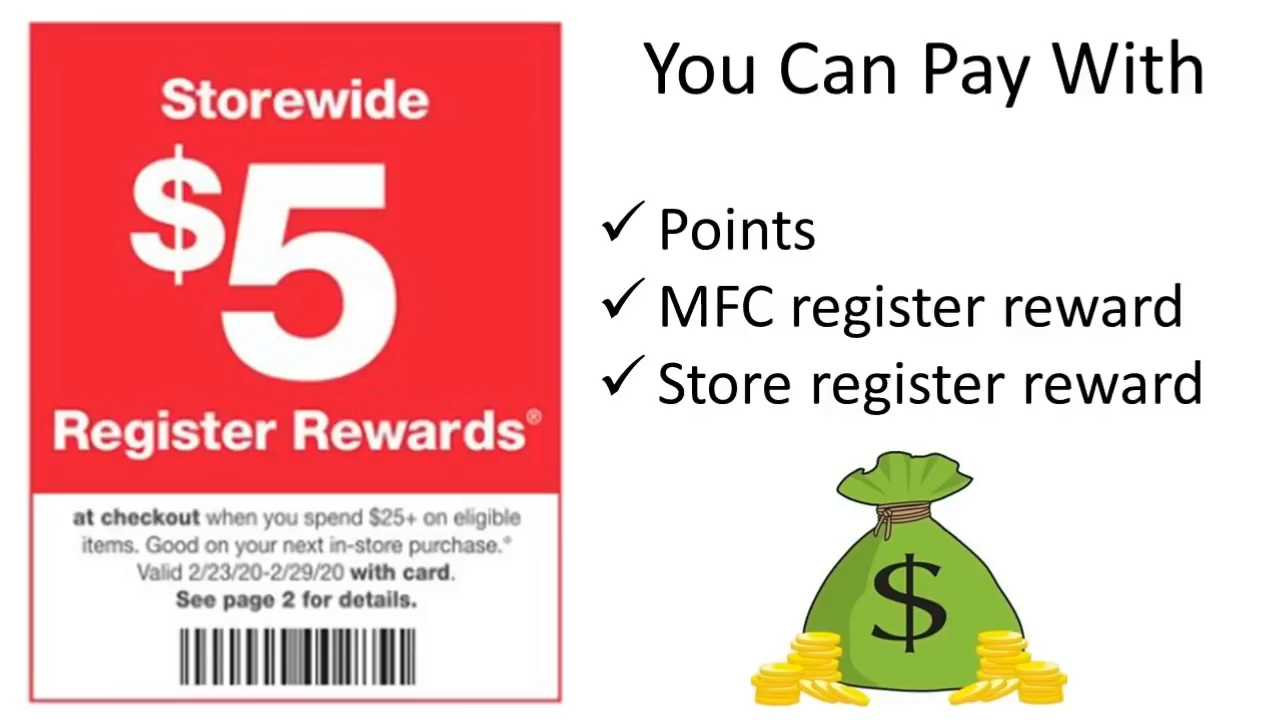 Storewide
$5
Register Rewards®
at checkout when you spend $25+ on eligible
items. Good on your next in-store purchase.*
Valid 2/23/20-2/29/20 with card.
See page 2 for details.
You Can Pay With
✓ Points
✓ MFC register reward
✓ Store register reward
$